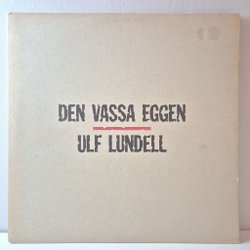 DEN VASSA EGGEN
ULF LUNDELL